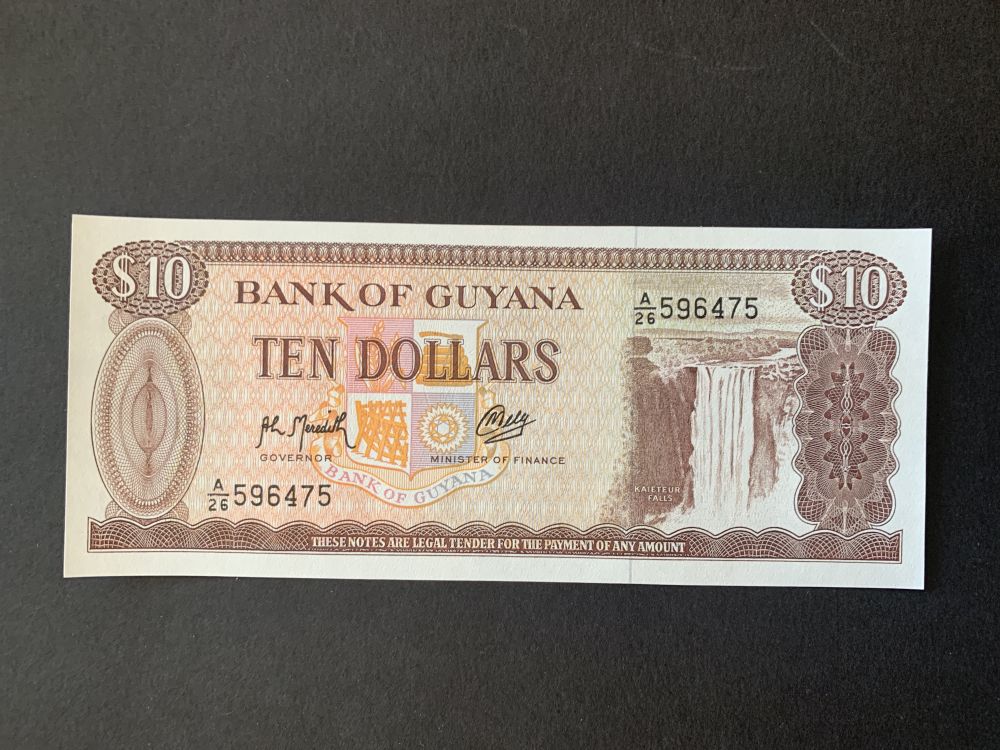 $10
BANK OF GUYANA
A/26 596475
$10
TEN DOLLARS
GOVERNOR
MINISTER OF FINANCE
BANK OF GUYANA
A/26 596475
KAIETEUR
FALLS
THESE NOTES ARE LEGAL TENDER FOR THE PAYMENT OF ANY AMOUNT